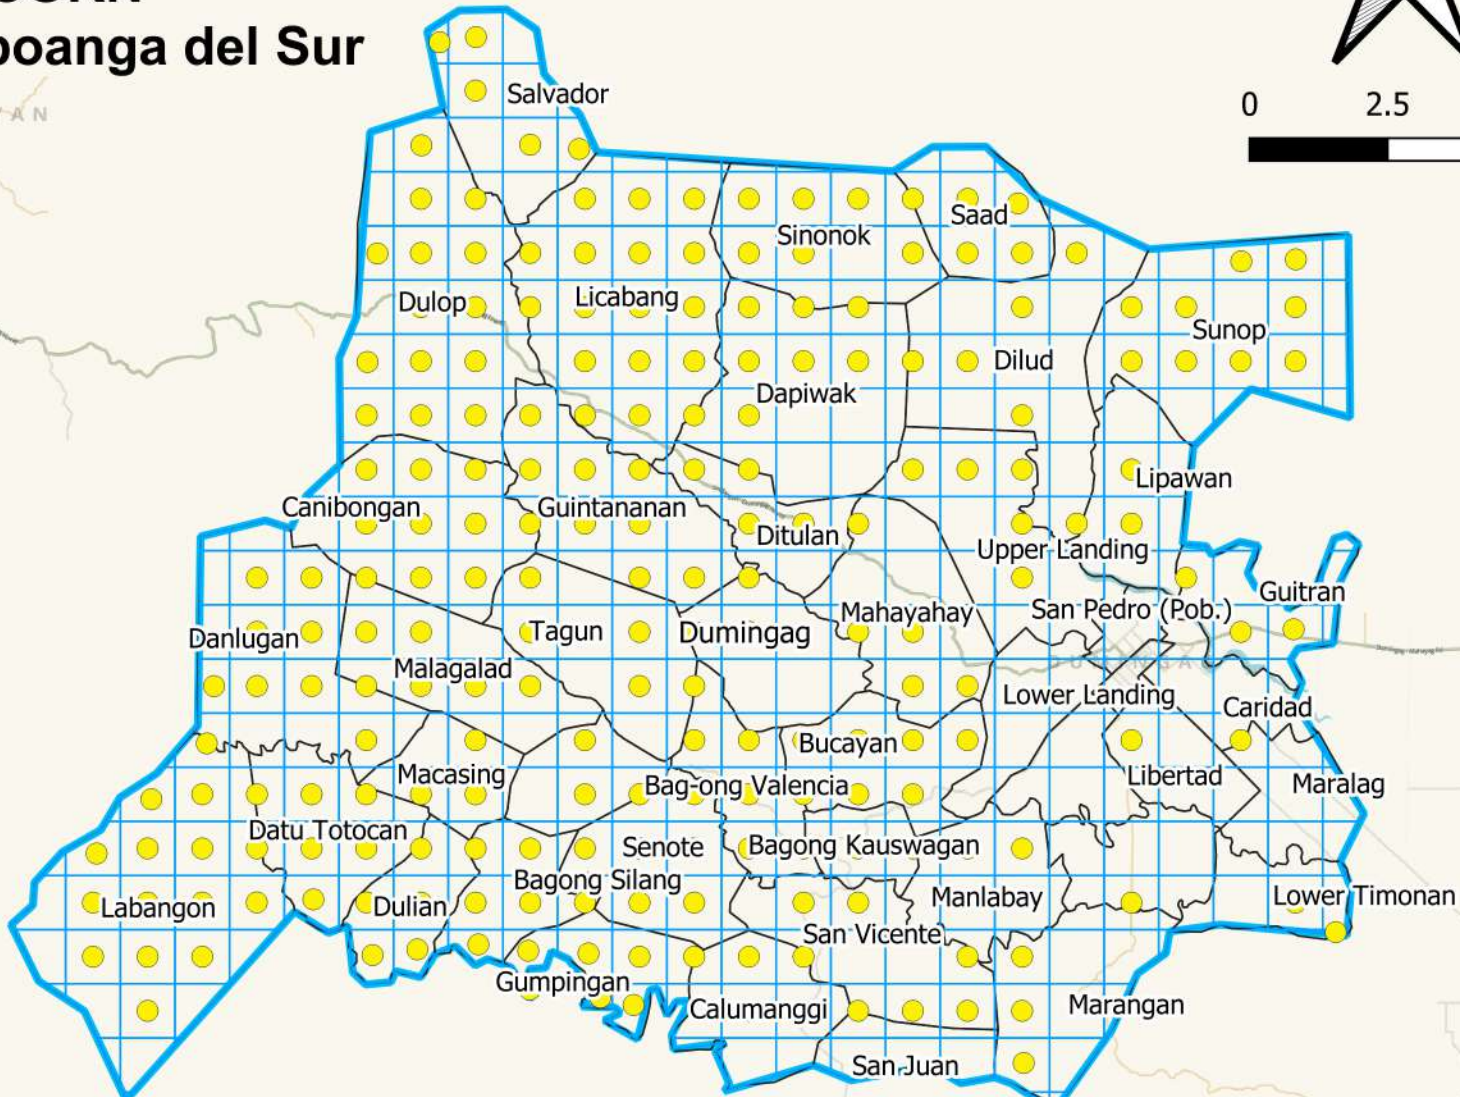 poanga del Sur
0 2.5
Salvador
Saad
Sinonok
Dulop
Licabang
Sunop
Dilud
Dapiwak
Lipawan
Canibongan
Guintananan
Ditulan
Upper Landing
Guitran
San Pedro (Pob.)
Mahayahay
Danlugan
Tagun
Dumingag
Malagalad
Lower Landing
Caridad
Bucayan
Macasing
Libertad
Maralag
Bag-ong Valencia
Datu Totocan
Senote
Bagong Kauswagan
Bagong Silang
Labangon
Dulian
Manlabay
Lower Timonan
San Vicente
Gumpingan
Calumanggi
Marangan
San Juan